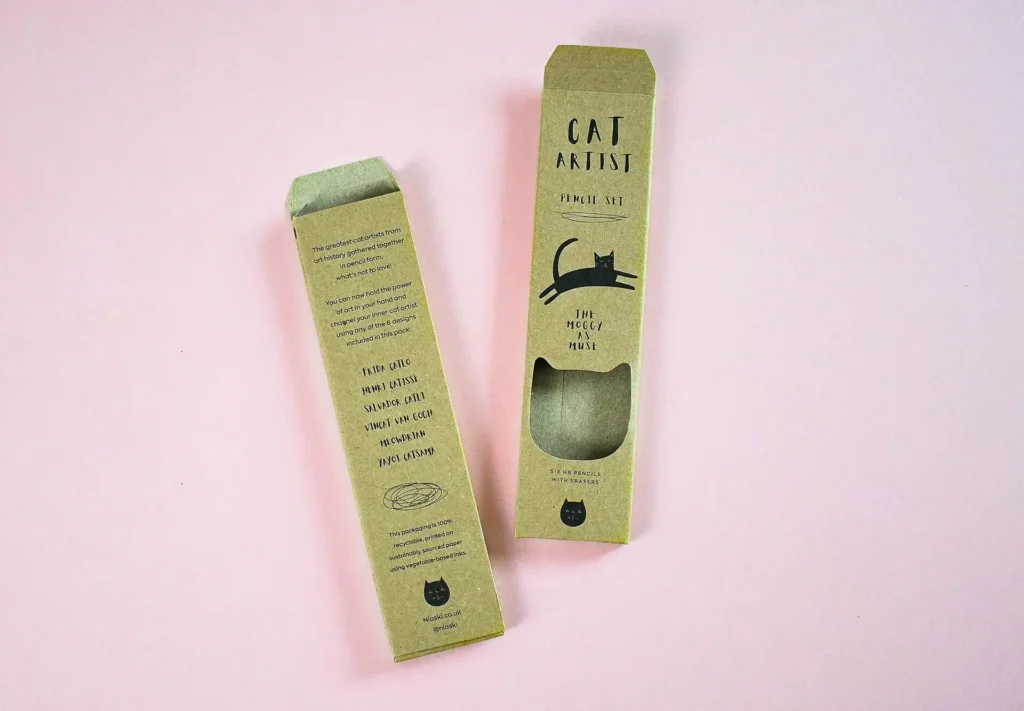 The greatest cat artists from
art history gathered together
in pencil form,
what's not to love!
You can now hold the power
of art in your hand and
channel your inner cat artist
using any of the 6 designs
included in this pack:
FRIDA CATLO
HENRI CATISSE
SALVADOR CATLI
VINCAT VAN GOGH
MEOWDRIAN
YAYOI CATSAMA
This packaging is 100%
recyclable, printed on
sustainably sourced paper
using vegetable-based inks.
Niaski.co.uk
@niaski
CAT
ARTIST
PENCIL SET
THE
MOGGY
AS
MUSE
SIX HB PENCILS
WITH ERASERS